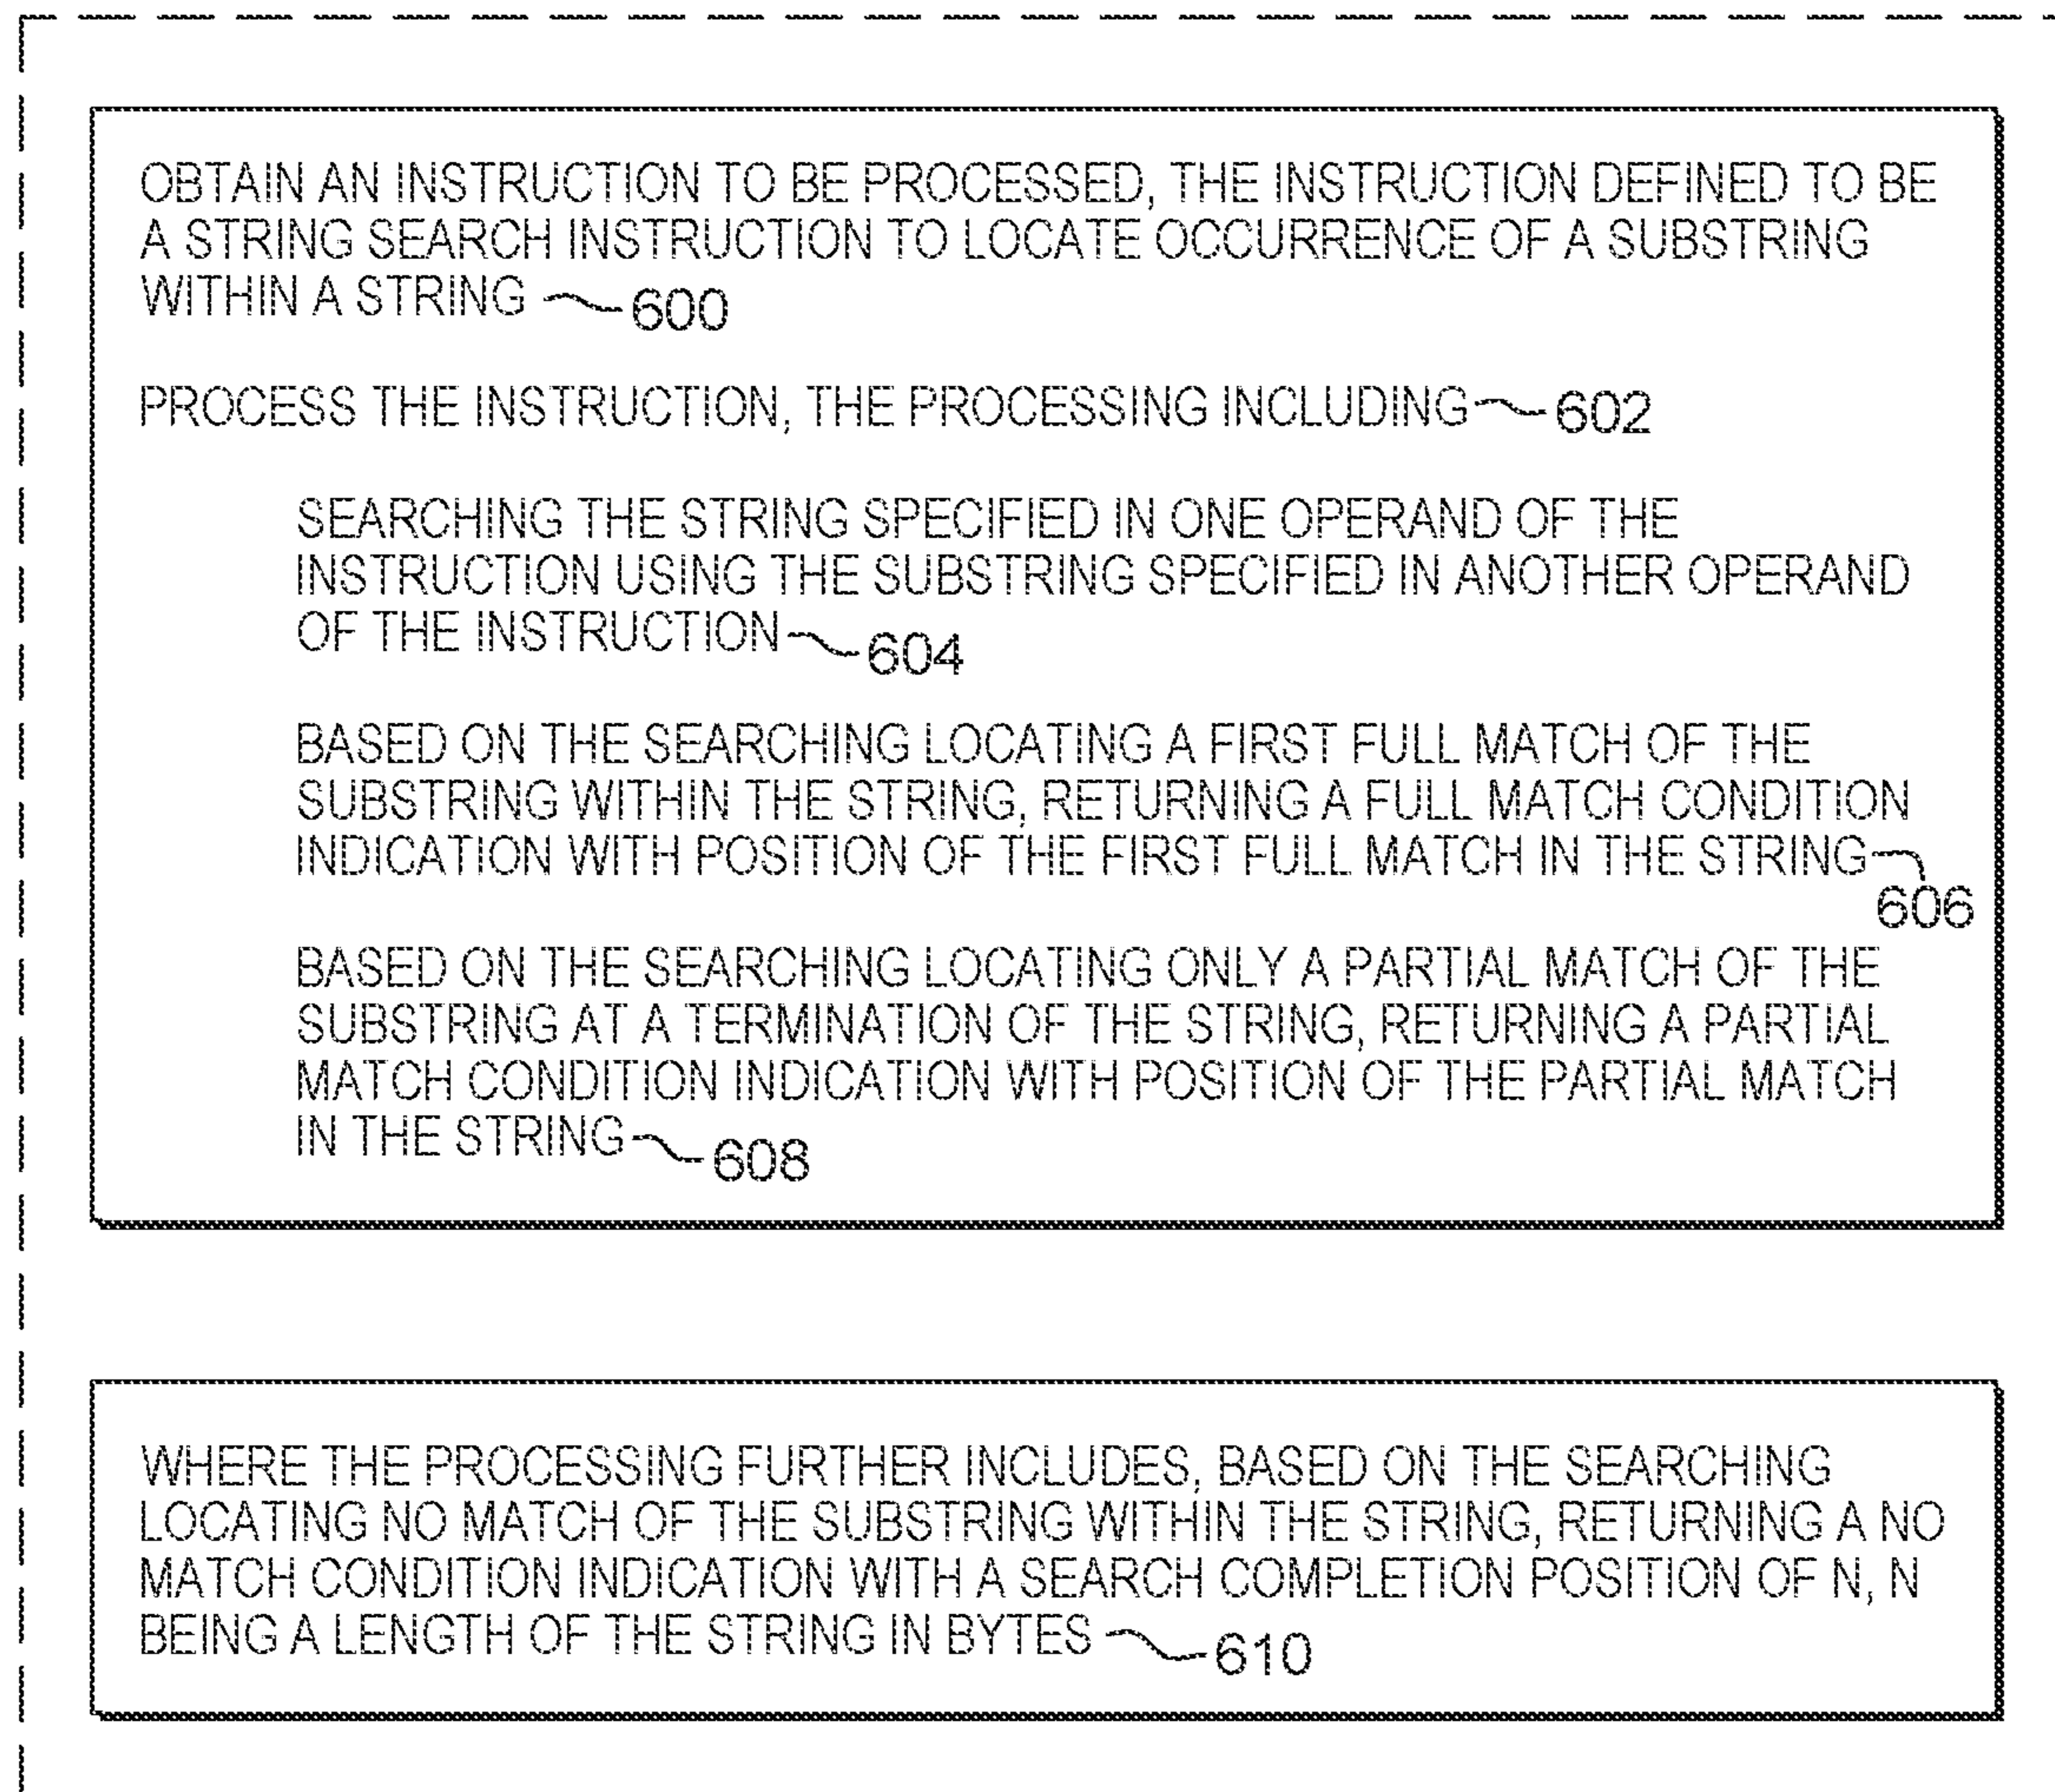 OBTAIN AN INSTRUCTION TO BE PROCESSED, THE INSTRUCTION DEFINED TO BE
A STRING SEARCH INSTRUCTION TO LOCATE OCCURRENCE OF A SUBSTRING
WITHIN A STRING 600
PROCESS THE INSTRUCTION, THE PROCESSING INCLUDING 602
SEARCHING THE STRING SPECIFIED IN ONE OPERAND OF THE
INSTRUCTION USING THE SUBSTRING SPECIFIED IN ANOTHER OPERAND
OF THE INSTRUCTION 604
BASED ON THE SEARCHING LOCATING A FIRST FULL MATCH OF THE
SUBSTRING WITHIN THE STRING, RETURNING A FULL MATCH CONDITION
INDICATION WITH POSITION OF THE FIRST FULL MATCH IN THE STRING
606
BASED ON THE SEARCHING LOCATING ONLY A PARTIAL MATCH OF THE
SUBSTRING AT A TERMINATION OF THE STRING, RETURNING A PARTIAL
MATCH CONDITION INDICATION WITH POSITION OF THE PARTIAL MATCH
IN THE STRING 608
WHERE THE PROCESSING FURTHER INCLUDES, BASED ON THE SEARCHING
LOCATING NO MATCH OF THE SUBSTRING WITHIN THE STRING, RETURNING A NO
MATCH CONDITION INDICATION WITH A SEARCH COMPLETION POSITION OF N, N
BEING A LENGTH OF THE STRING IN BYTES 610